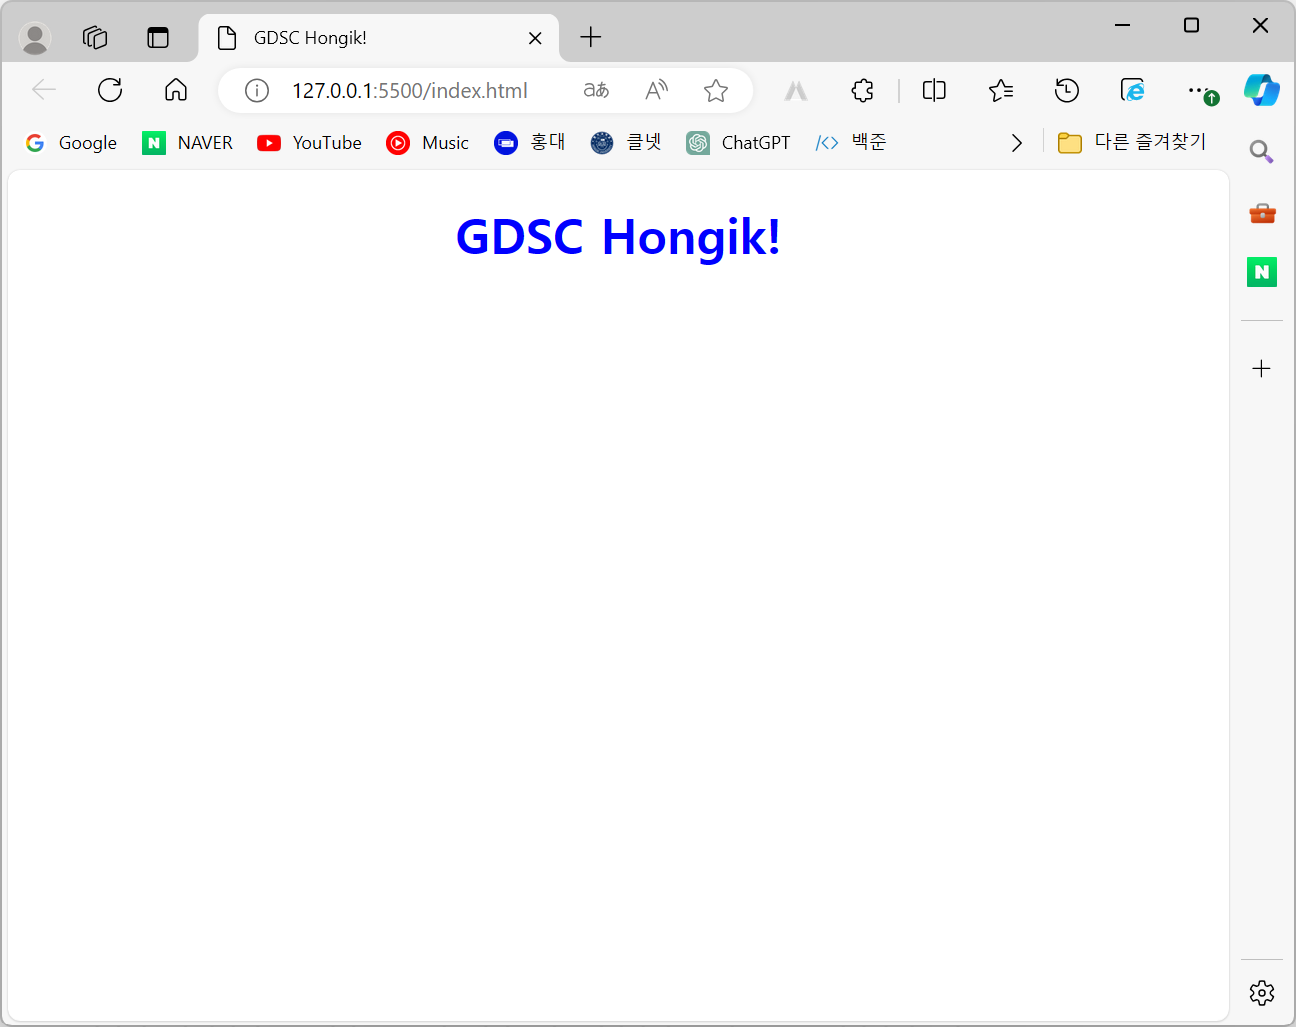 GDSC Hongik!
127.0.0.1:5500/index.html
Google NAVER YouTube Music 홍대 클넷 ChatGPT 백준 다른 즐겨찾기
GDSC Hongik!